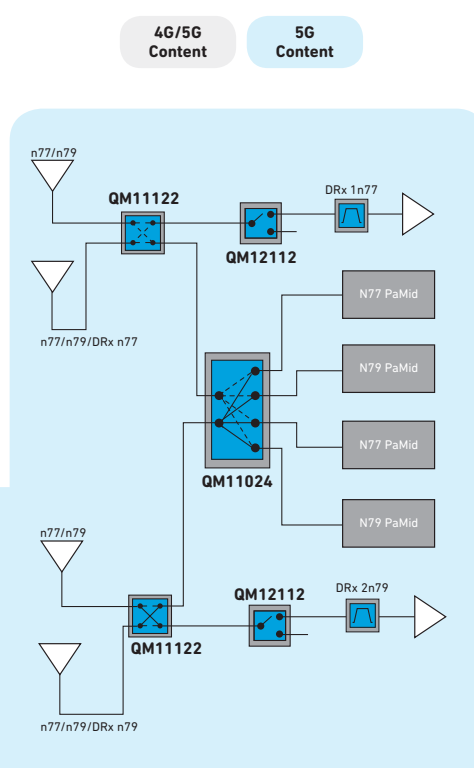 4G/5G
Content
5G
Content
n77/n79
QM11122
DRx 1n77
QM12112
n77/n79/DRx n77
N77 PaMid
N79 PaMid
N77 PaMid
QM11024
N79 PaMid
n77/n79
QM12112
DRx 2n79
QM11122
n77/n79/DRx n79